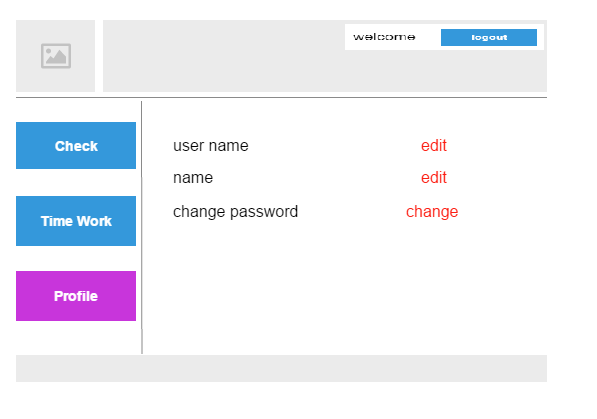 welcome logout
Check
Time Work
Profile
user name edit
name edit
change password change